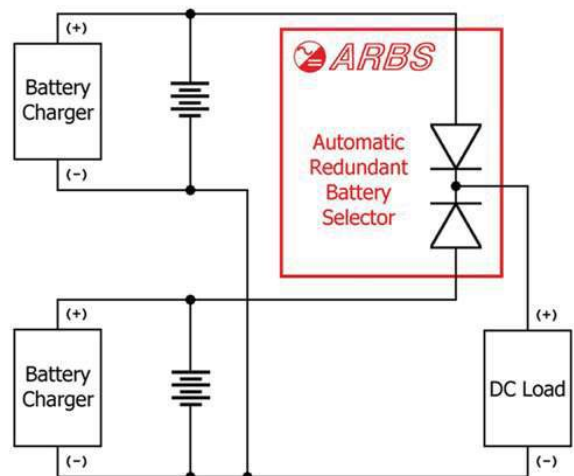 (+)
Battery
Charger
(-)
ARBS
Automatic
Redundant
Battery
Selector
(+)
Battery
Charger
(-)
(+)
DC Load
(-)